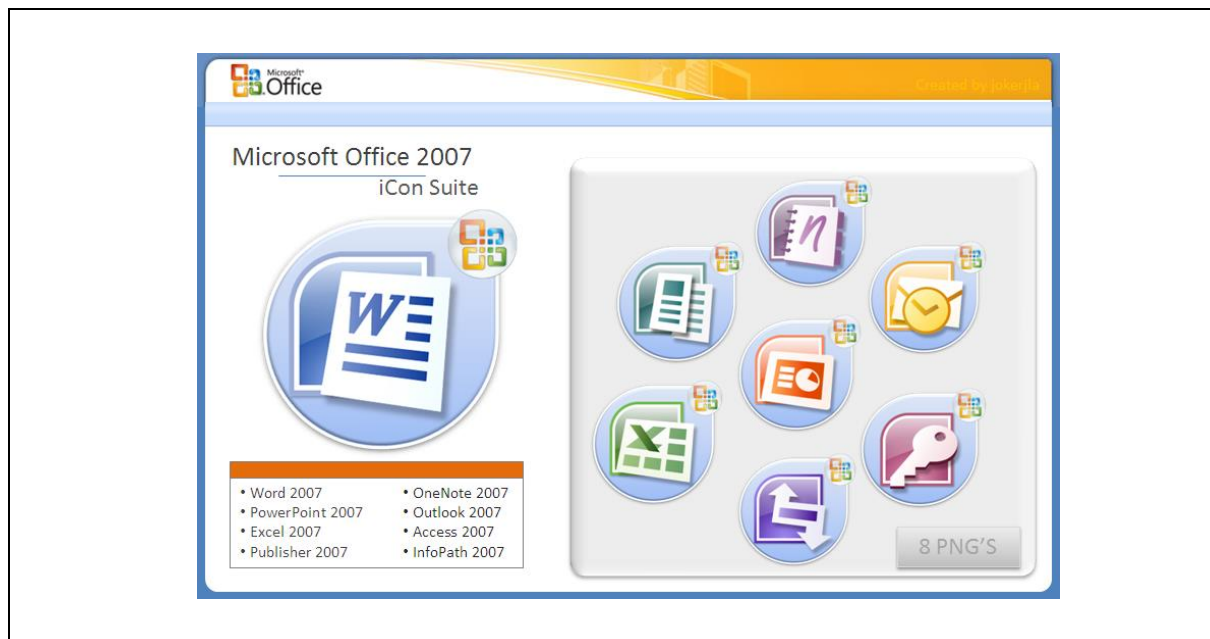 Microsoft®
Office
Created by jokerjla
Microsoft Office 2007
iCon Suite
W
n
X
• Word 2007
• PowerPoint 2007
• Excel 2007
• Publisher 2007
• OneNote 2007
• Outlook 2007
• Access 2007
• InfoPath 2007
8 PNG'S